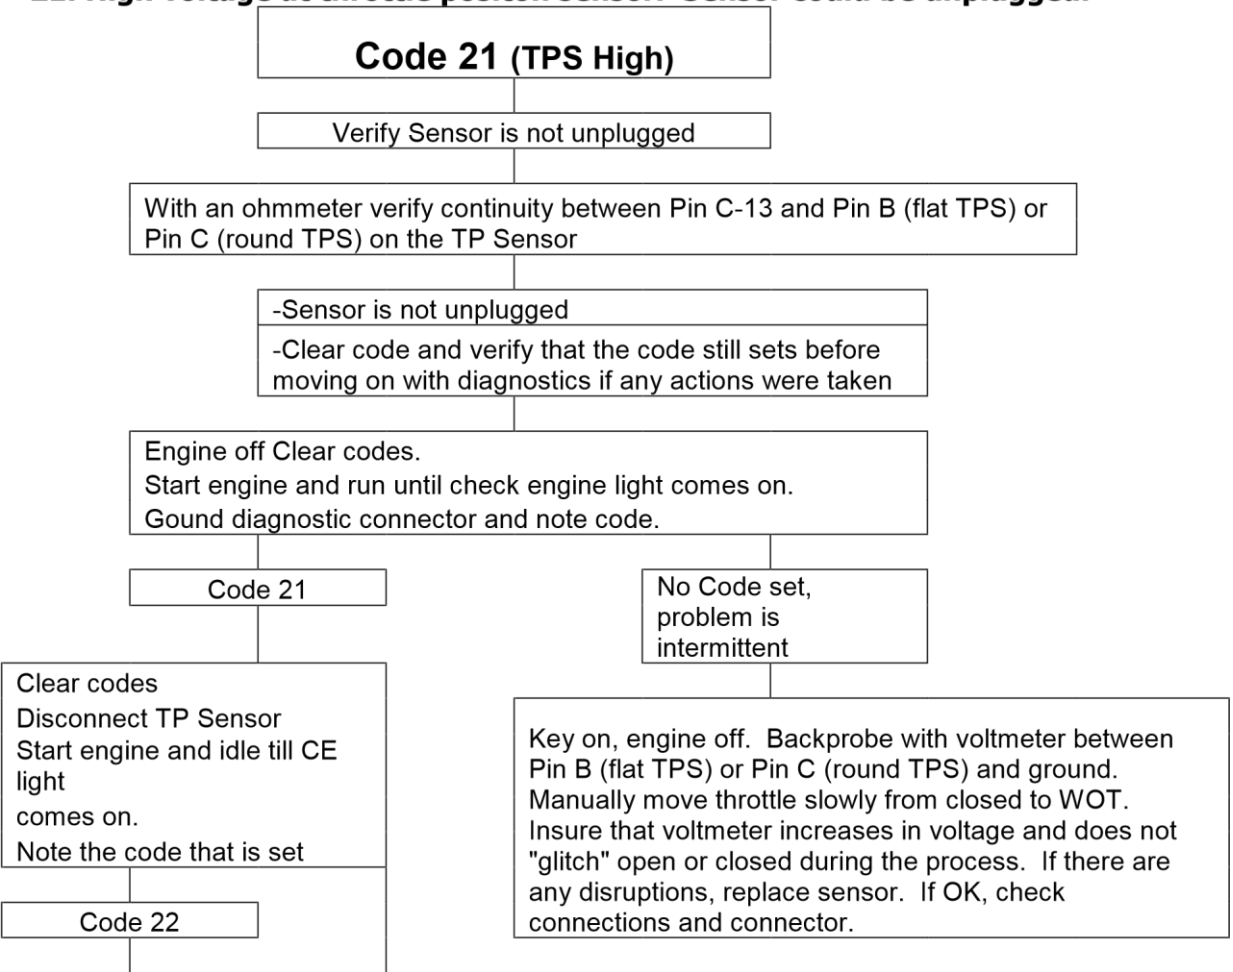 Code 21 (TPS High)
Verify Sensor is not unplugged
With an ohmmeter verify continuity between Pin C-13 and Pin B (flat TPS) or
Pin C (round TPS) on the TP Sensor
-Sensor is not unplugged
-Clear code and verify that the code still sets before
moving on with diagnostics if any actions were taken
Engine off Clear codes.
Start engine and run until check engine light comes on.
Gound diagnostic connector and note code.
Code 21
No Code set,
problem is
intermittent
Clear codes
Disconnect TP Sensor
Start engine and idle till CE
light
comes on.
Note the code that is set
Key on, engine off.  Backprobe with voltmeter between
Pin B (flat TPS) or Pin C (round TPS) and ground.
Manually move throttle slowly from closed to WOT.
Insure that voltmeter increases in voltage and does not
"glitch" open or closed during the process.  If there are
any disruptions, replace sensor.  If OK, check
connections and connector.
Code 22